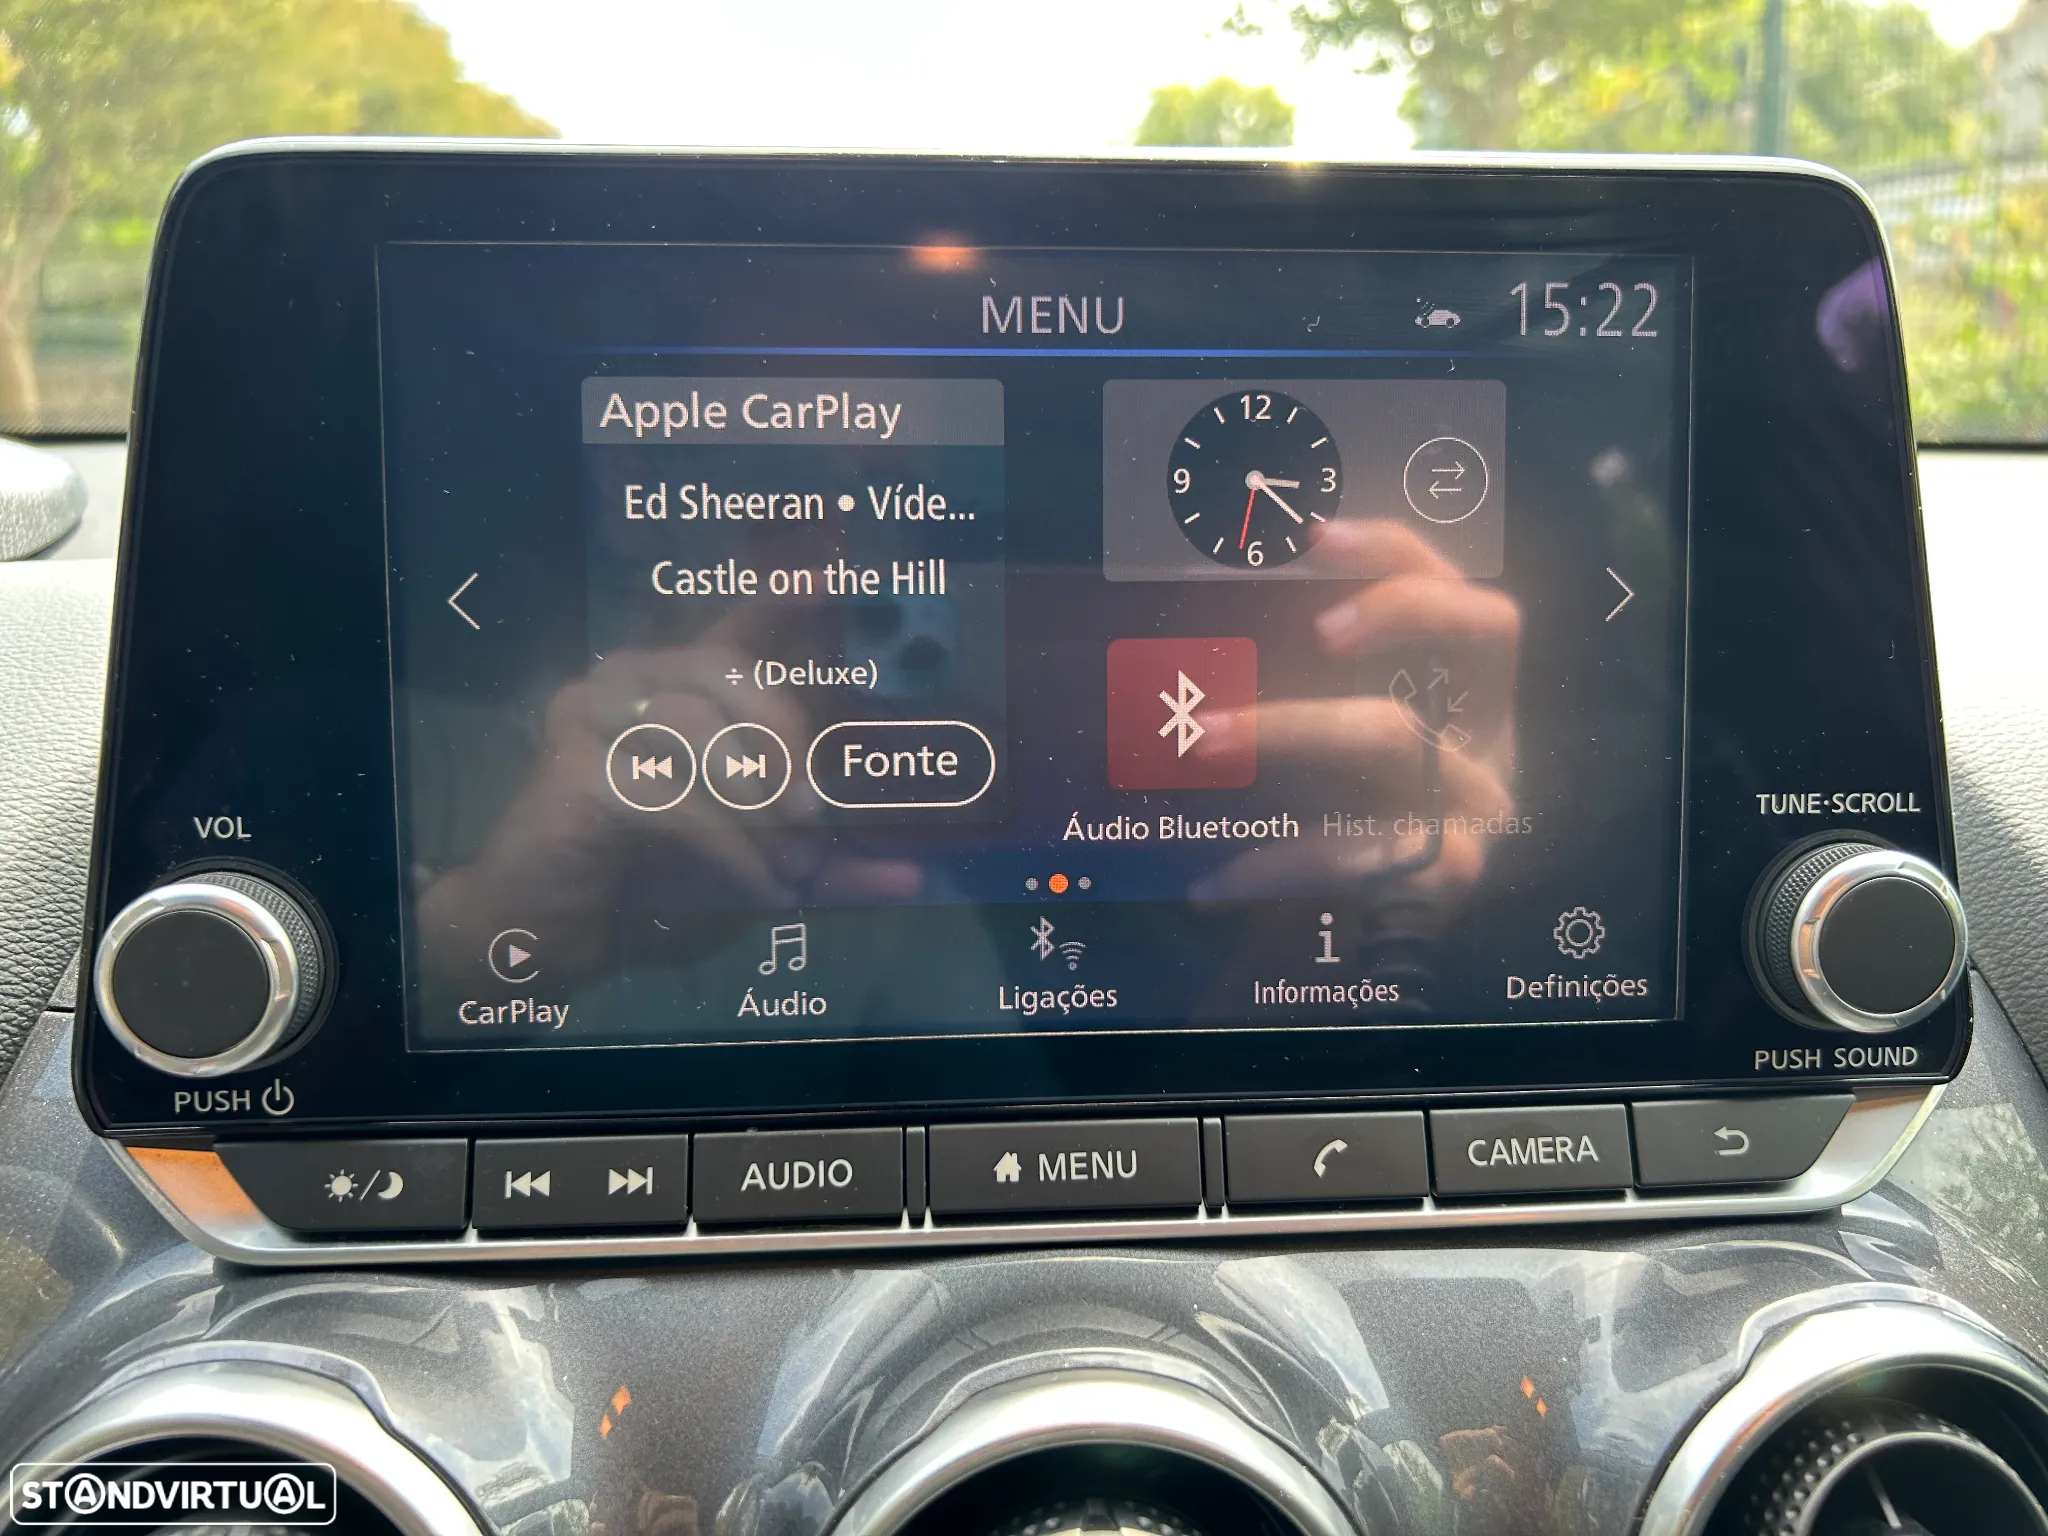 MENU
15:22
Apple CarPlay
Ed Sheeran • Víde...
Castle on the Hill
÷ (Deluxe)
Fonte
12
3
6
9
Áudio Bluetooth
Hist. chamadas
CarPlay
Áudio
Ligações
Informações
Definições
VOL
PUSH
TUNE·SCROLL
PUSH SOUND
AUDIO
MENU
CAMERA
STANDVIRTUAL